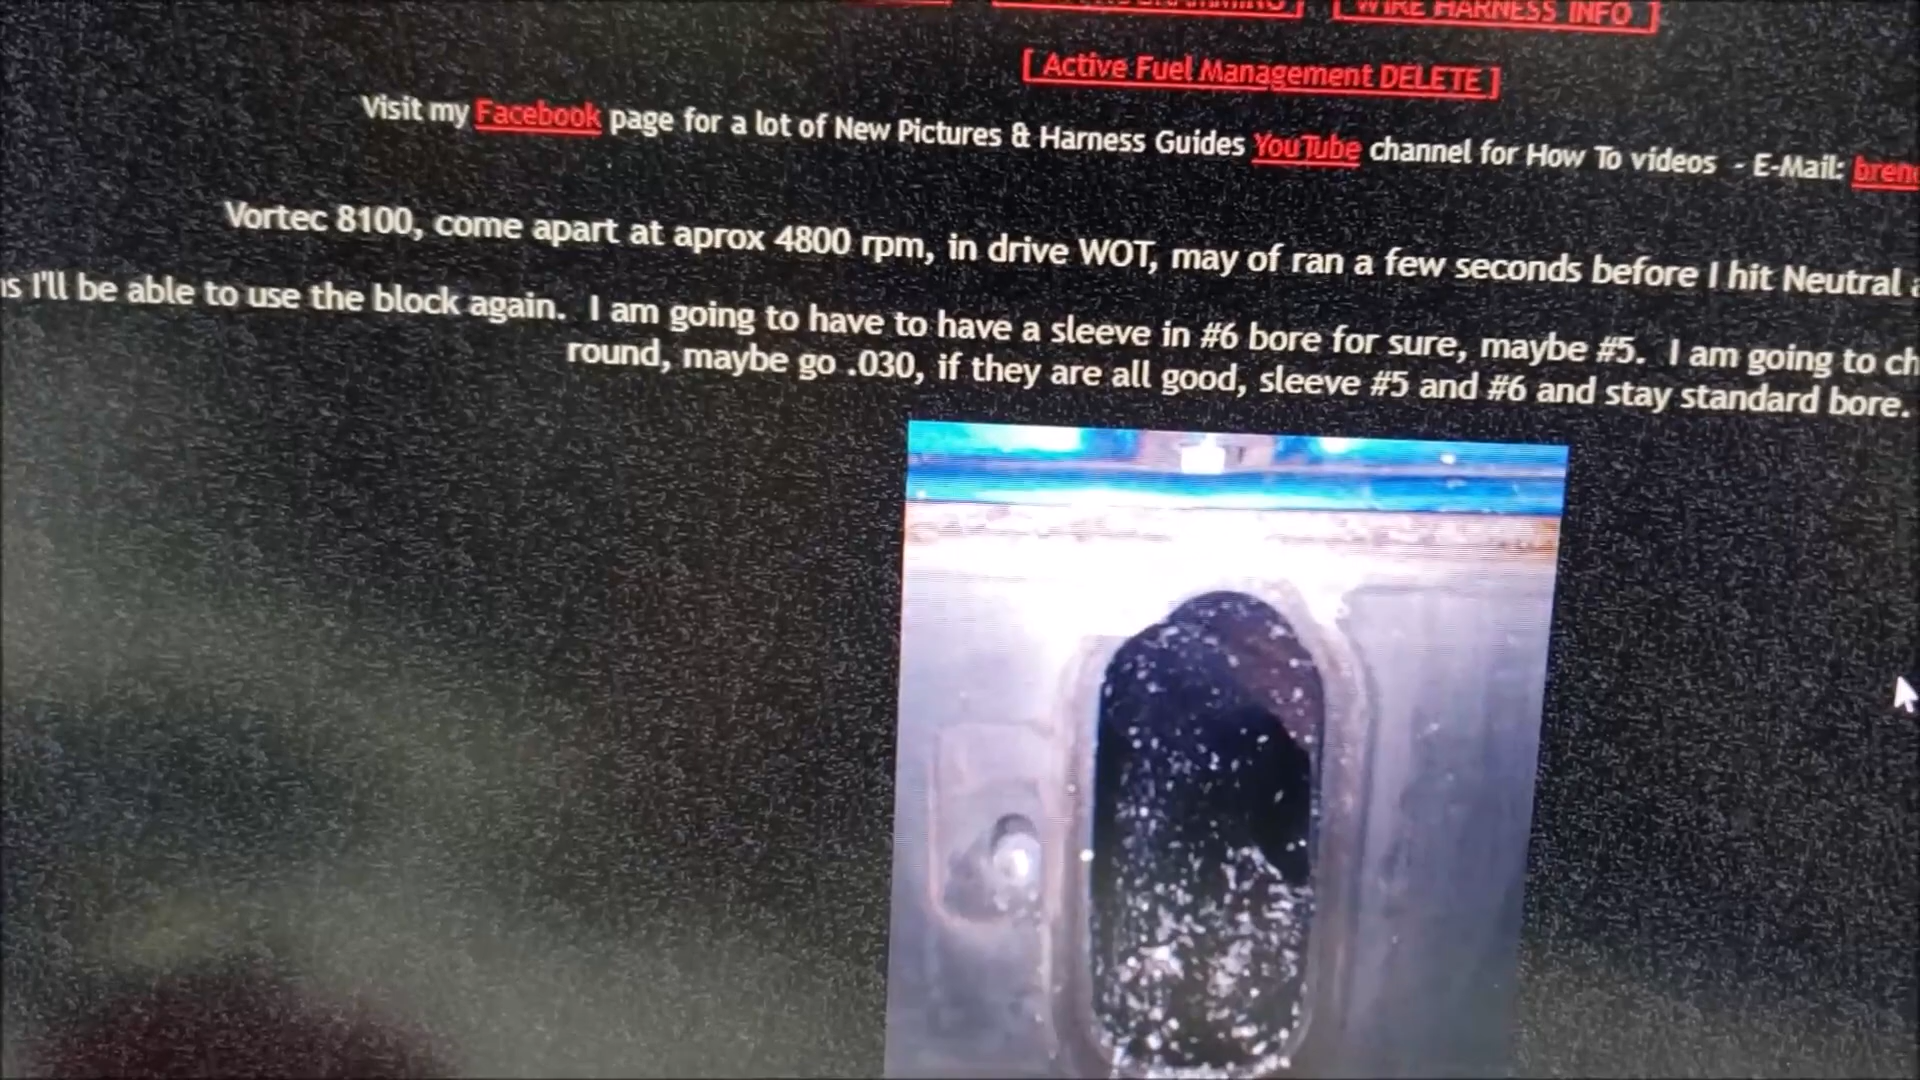 [ WIRE HARNESS INFO ]
[ Active Fuel Management DELETE ]
Visit my Facebook page for a lot of New Pictures & Harness Guides YouTube channel for How To videos - E-Mail:
Vortec 8100, come apart at aprox 4800 rpm, in drive WOT, may of ran a few seconds before I hit Neutral
I'll be able to use the block again. I am going to have to have a sleeve in #6 bore for sure, maybe #5. I am going to
round, maybe go .030, if they are all good, sleeve #5 and #6 and stay standard bore.